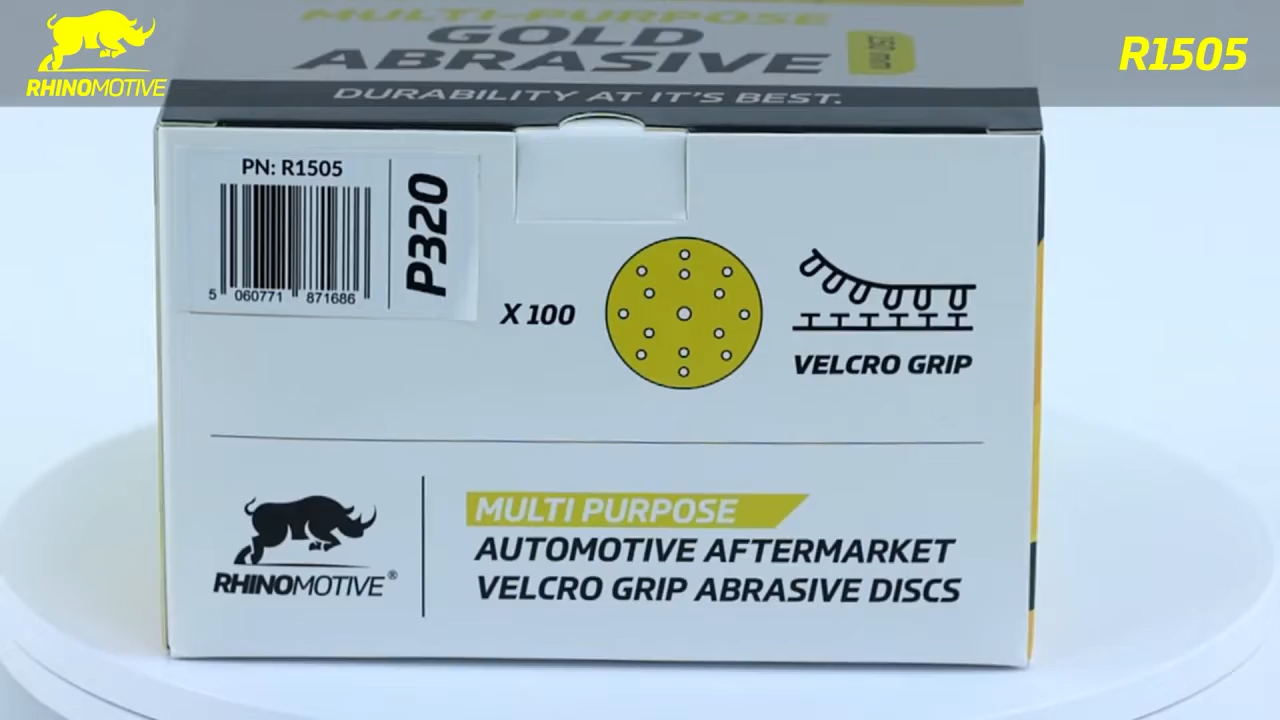 RHINOMOTIVE
R1505
MULTI-PURPOSE
GOLD
ABRASIVE
DURABILITY AT IT'S BEST.
PN: R1505
5 060771 871686
P320
X 100
VELCRO GRIP
RHINOMOTIVE®
MULTI PURPOSE
AUTOMOTIVE AFTERMARKET
VELCRO GRIP ABRASIVE DISCS